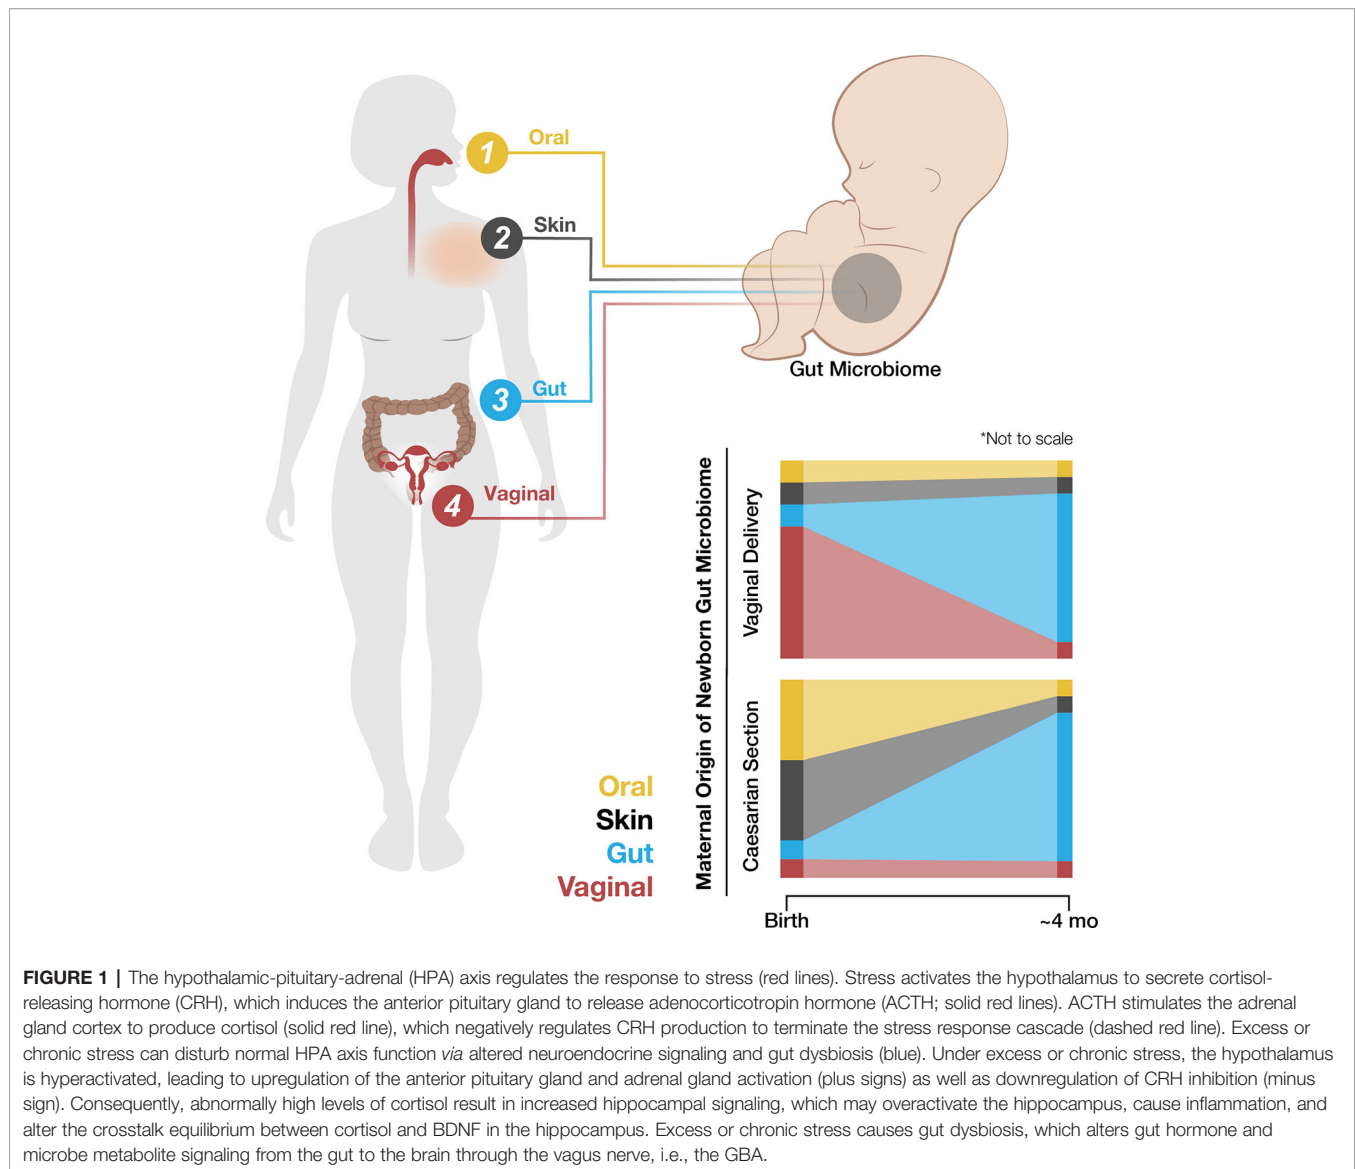 1
Oral
2
Skin
3
Gut
4
Vaginal
Gut Microbiome
*Not to scale
Maternal Origin of Newborn Gut Microbiome
Vaginal Delivery
Caesarian Section
Oral
Skin
Gut
Vaginal
Birth
~4 mo
FIGURE 1 | The hypothalamic-pituitary-adrenal (HPA) axis regulates the response to stress (red lines). Stress activates the hypothalamus to secrete cortisol-
releasing hormone (CRH), which induces the anterior pituitary gland to release adenocorticotropin hormone (ACTH; solid red lines). ACTH stimulates the adrenal
gland cortex to produce cortisol (solid red line), which negatively regulates CRH production to terminate the stress response cascade (dashed red line). Excess or
chronic stress can disturb normal HPA axis function via altered neuroendocrine signaling and gut dysbiosis (blue). Under excess or chronic stress, the hypothalamus
is hyperactivated, leading to upregulation of the anterior pituitary gland and adrenal gland activation (plus signs) as well as downregulation of CRH inhibition (minus
sign). Consequently, abnormally high levels of cortisol result in increased hippocampal signaling, which may overactivate the hippocampus, cause inflammation, and
alter the crosstalk equilibrium between cortisol and BDNF in the hippocampus. Excess or chronic stress causes gut dysbiosis, which alters gut hormone and
microbe metabolite signaling from the gut to the brain through the vagus nerve, i.e., the GBA.